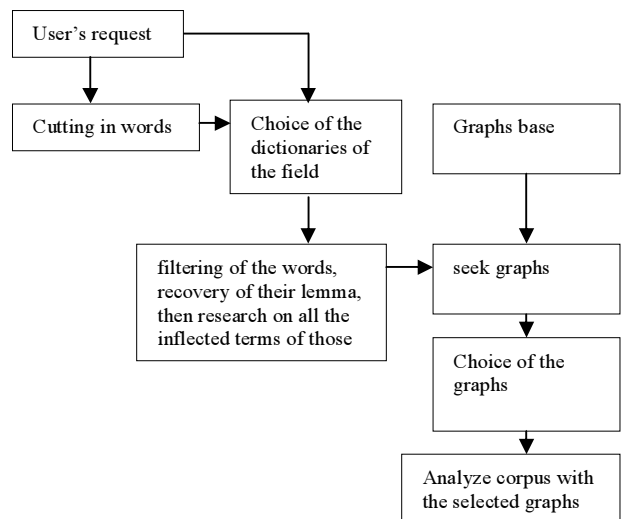 User's request
Cutting in words
Choice of the
dictionaries of
the field
Graphs base
filtering of the words,
recovery of their lemma,
then research on all the
inflected terms of those
seek graphs
Choice of the
graphs
Analyze corpus with
the selected graphs